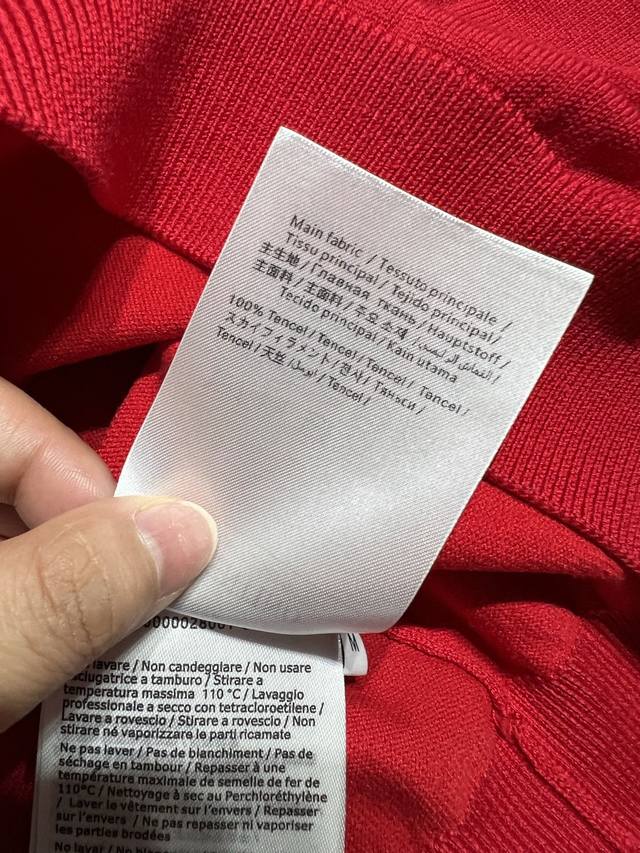 Main fabric / Tessuto principale /
Tissu principal / Tejido principal/
主生地/ Главная ткань/ Hauptstoff/
主面料/ 主面料/ 주요 소재 /القماش الرئيسي/
Tecido principal/ Kain utama
100% Tencel/ Tencel/ Tencel/ Tencel/
スカイフィラメント/ 텐셀/ Тэнъси/
Tencel/天丝/ /Tencel/
lavare / Non candeggiare / Non usare
asciugatrice a tamburo / Stirare a
temperatura massima 110 °C / Lavaggio
professionale a secco con tetracloroetilene /
Lavare a rovescio / Stirare a rovescio / Non
stirare né vaporizzare le parti ricamate
Ne pas laver / Pas de blanchiment / Pas de
séchage en tambour / Repasser à une
température maximale de semelle de fer de
110°C / Nettoyage à sec au Perchloréthylène
/ Laver le vêtement sur l'envers / Repasser
sur l'envers / Ne pas repasser ni vaporiser
les parties brodées
M